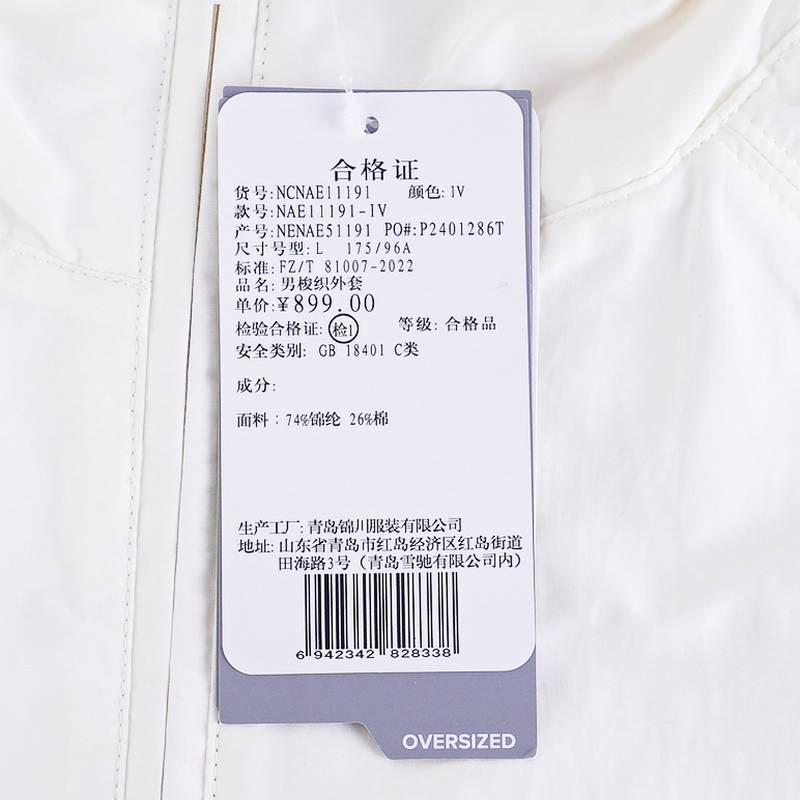 合格证
货号:NCNAE11191 颜色:IV
款号:NAE11191-IV
产号:NENAE51191 PO#:P2401286T
尺寸号型:L 175/96A
标准:FZ/T 81007-2022
品名:男梭织外套
单价:¥899.00
检验合格证:检1 等级:合格品
安全类别: GB 18401 C类
成分:
面料:74%锦纶 26%棉
生产工厂:青岛锦川服装有限公司
地址:山东省青岛市红岛经济区红岛街道
田海路3号(青岛雪驰有限公司内)
6 942342 828338
OVERSIZED